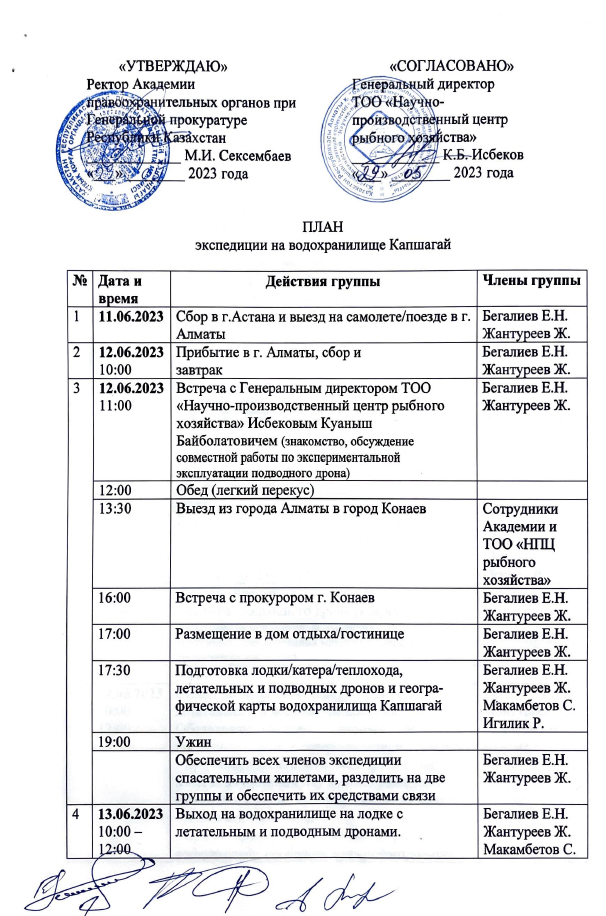 «УТВЕРЖДАЮ»
Ректор Академии
правоохранительных органов при
Генеральной прокуратуре
Республики Казахстан
М.И. Сексембаев
«29» 2023 года
«СОГЛАСОВАНО»
Генеральный директор
ТОО «Научно-
производственный центр
рыбного хозяйства»
К.Б. Исбеков
«29» 05 2023 года
ПЛАН
экспедиции на водохранилище Капшагай
№ Дата и время Действия группы Члены группы
1 11.06.2023 Сбор в г.Астана и выезд на самолете/поезде в г. Бегалиев Е.Н.
Алматы Жантуреев Ж.
2 12.06.2023 Прибытие в г. Алматы, сбор и Бегалиев Е.Н.
10:00 завтрак Жантуреев Ж.
3 12.06.2023 Встреча с Генеральным директором ТОО Бегалиев Е.Н.
11:00 «Научно-производственный центр рыбного Жантуреев Ж.
хозяйства» Исбековым Куаныш
Байболатовичем (знакомство, обсуждение
совместной работы по экспериментальной
эксплуатации подводного дрона)
12:00 Обед (легкий перекус)
13:30 Выезд из города Алматы в город Конаев Сотрудники
Академии и
ТОО «НПЦ
рыбного
хозяйства»
16:00 Встреча с прокурором г. Конаев Бегалиев Е.Н.
Жантуреев Ж.
17:00 Размещение в дом отдыха/гостинице Бегалиев Е.Н.
Жантуреев Ж.
17:30 Подготовка лодки/катера/теплохода, Бегалиев Е.Н.
летательных и подводных дронов и геогра- Жантуреев Ж.
фической карты водохранилища Капшагай Макамбетов С.
Игилик Р.
19:00 Ужин
Обеспечить всех членов экспедиции Бегалиев Е.Н.
спасательными жилетами, разделить на две Жантуреев Ж.
группы и обеспечить их средствами связи
4 13.06.2023 Выход на водохранилище на лодке с Бегалиев Е.Н.
10:00 – летательным и подводным дронами. Жантуреев Ж.
12:00 Макамбетов С.